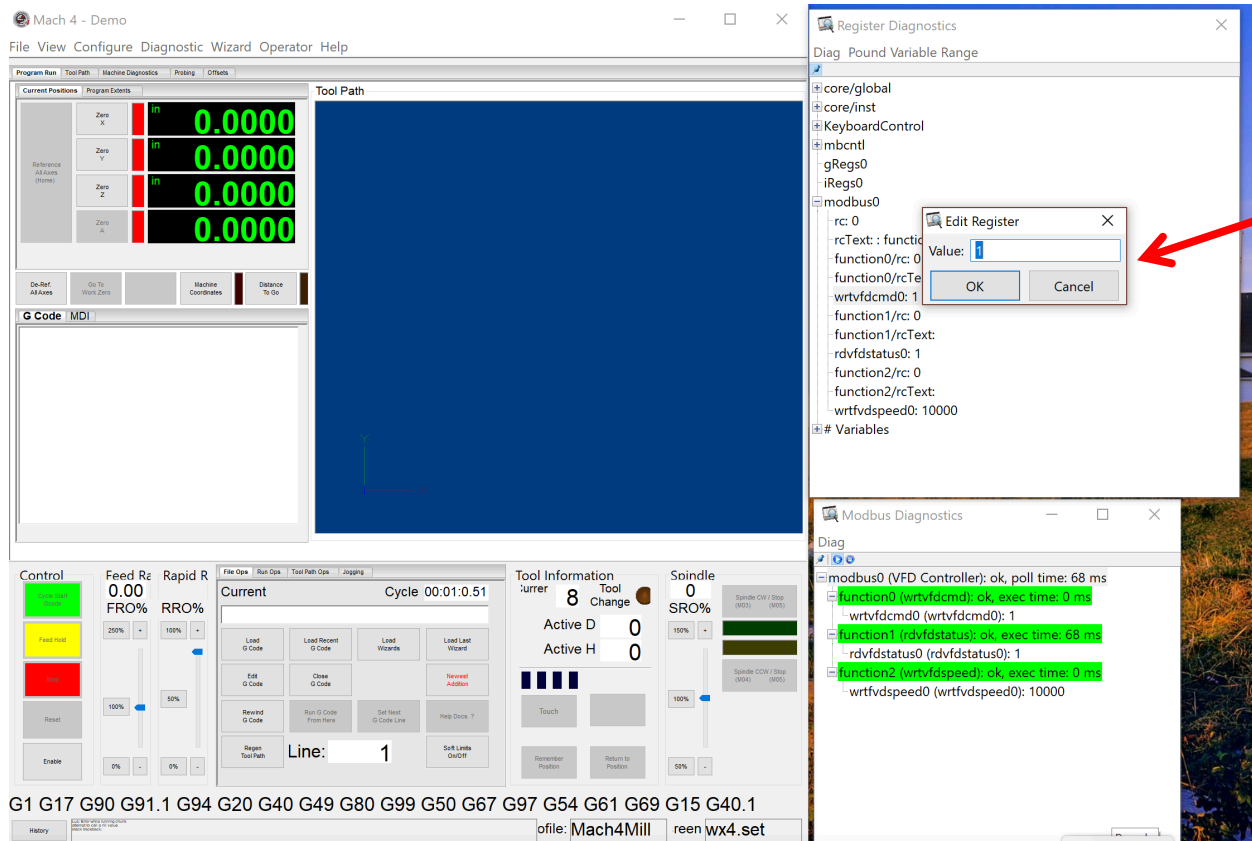 Mach 4 - Demo
File View Configure Diagnostic Wizard Operator Help
Program Run Tool Path Machine Diagnostics Probing Offsets
Current Positions Program Extents
Reference
All Axes
(Home)
Zero
X
in 0.0000
Zero
Y
in 0.0000
Zero
Z
in 0.0000
Zero
A
0.0000
De-Ref.
All Axes
Go To
Work Zero
Machine
Coordinates
Distance
To Go
G Code MDI
Tool Path
Y
Control
Cycle Start
Gcode
Feed Hold
Stop
Reset
Enable
Feed Ra
0.00
FRO%
250% +
100%
0% -
Rapid R
RRO%
100% +
50%
0% -
File Ops Run Ops Tool Path Ops Jogging
Current
Cycle 00:01:0.51
Load
G Code
Load Recent
G Code
Load
Wizards
Load Last
Wizard
Edit
G Code
Close
G Code
Newest
Addition
Rewind
G Code
Run G Code
From Here
Set Next
G Code Line
Help Docs. ?
Regen
Tool Path
Line: 1
Soft Limits
On/Off
Tool Information
Currer 8
Tool
Change
Active D 0
Active H 0
Touch
Remember
Position
Return to
Position
Spindle
0
SRO%
150% +
100%
50% -
Spindle CW / Stop
(M03) (M05)
Spindle CCW / Stop
(M04) (M05)
G1 G17 G90 G91.1 G94 G20 G40 G49 G80 G99 G50 G67 G97 G54 G61 G69 G15 G40.1
History
ofile: Mach4Mill
reen wx4.set
Register Diagnostics
Diag Pound Variable Range
core/global
core/inst
KeyboardControl
mbcntl
gRegs0
iRegs0
modbus0
rc: 0
rcText: : functio
function0/rc: 0
function0/rcTe
wrtvfdcmd0: 1
function1/rc: 0
function1/rcText:
rdvfdstatus0: 1
function2/rc: 0
function2/rcText:
wrtfvdspeed0: 10000
# Variables
Edit Register
Value: 1
OK
Cancel
Modbus Diagnostics
Diag
modbus0 (VFD Controller): ok, poll time: 68 ms
function0 (wrtvfdcmd): ok, exec time: 0 ms
wrtvfdcmd0 (wrtvfdcmd0): 1
function1 (rdvfdstatus): ok, exec time: 68 ms
rdvfdstatus0 (rdvfdstatus0): 1
function2 (wrtvfdspeed): ok, exec time: 0 ms
wrtfvdspeed0 (wrtfvdspeed0): 10000